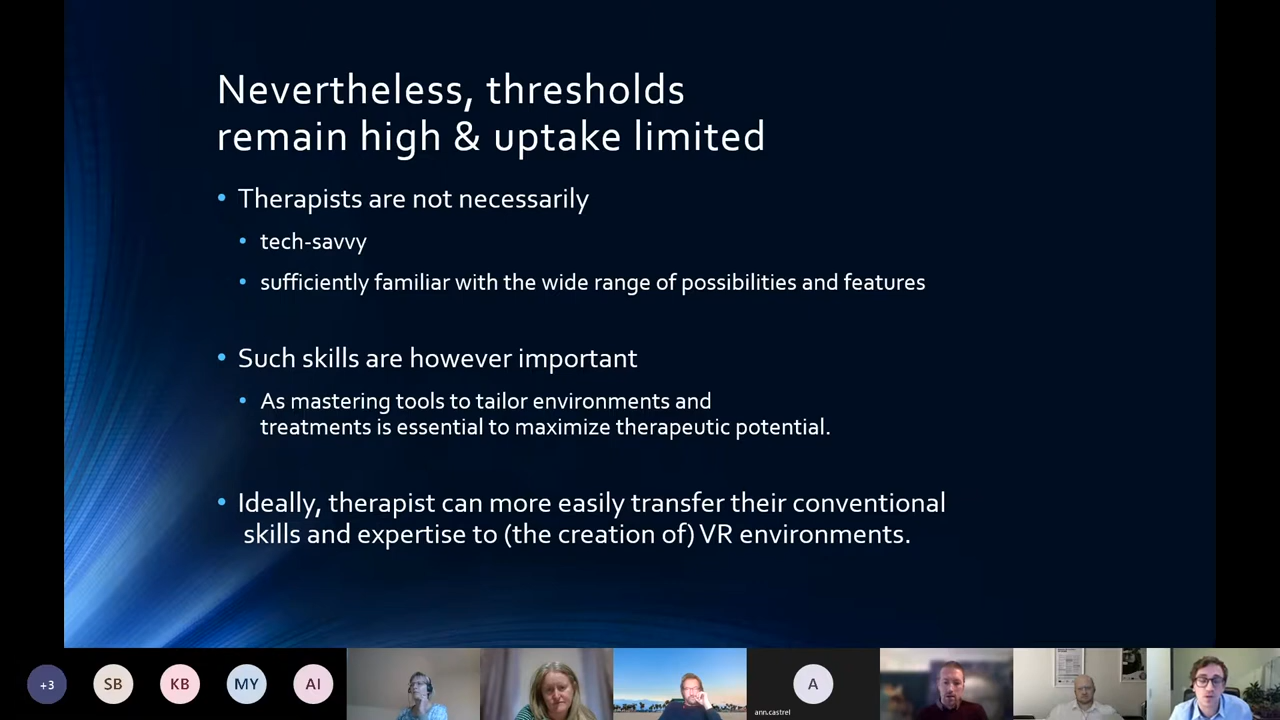 Nevertheless, thresholds
remain high & uptake limited
• Therapists are not necessarily
• tech-savvy
• sufficiently familiar with the wide range of possibilities and features
• Such skills are however important
• As mastering tools to tailor environments and
treatments is essential to maximize therapeutic potential.
• Ideally, therapist can more easily transfer their conventional
skills and expertise to (the creation of) VR environments.
+3
SB
KB
MY
AI
A
ann.castrel